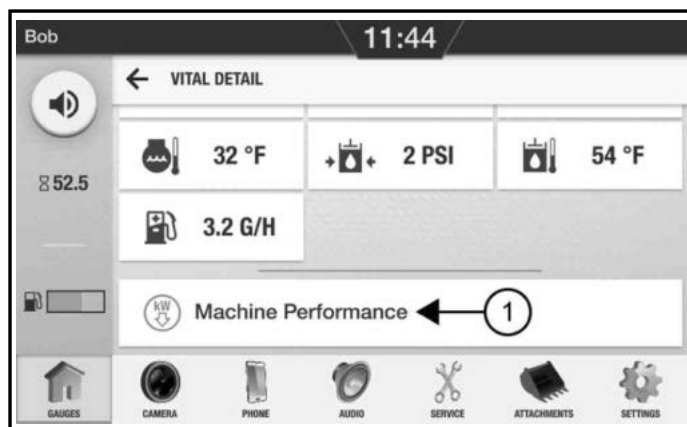 Bob
11:44
VITAL DETAIL
32 °F
2 PSI
54 °F
52.5
3.2 G/H
kW
Machine Performance
1
GAUGES
CAMERA
PHONE
AUDIO
SERVICE
ATTACHMENTS
SETTINGS